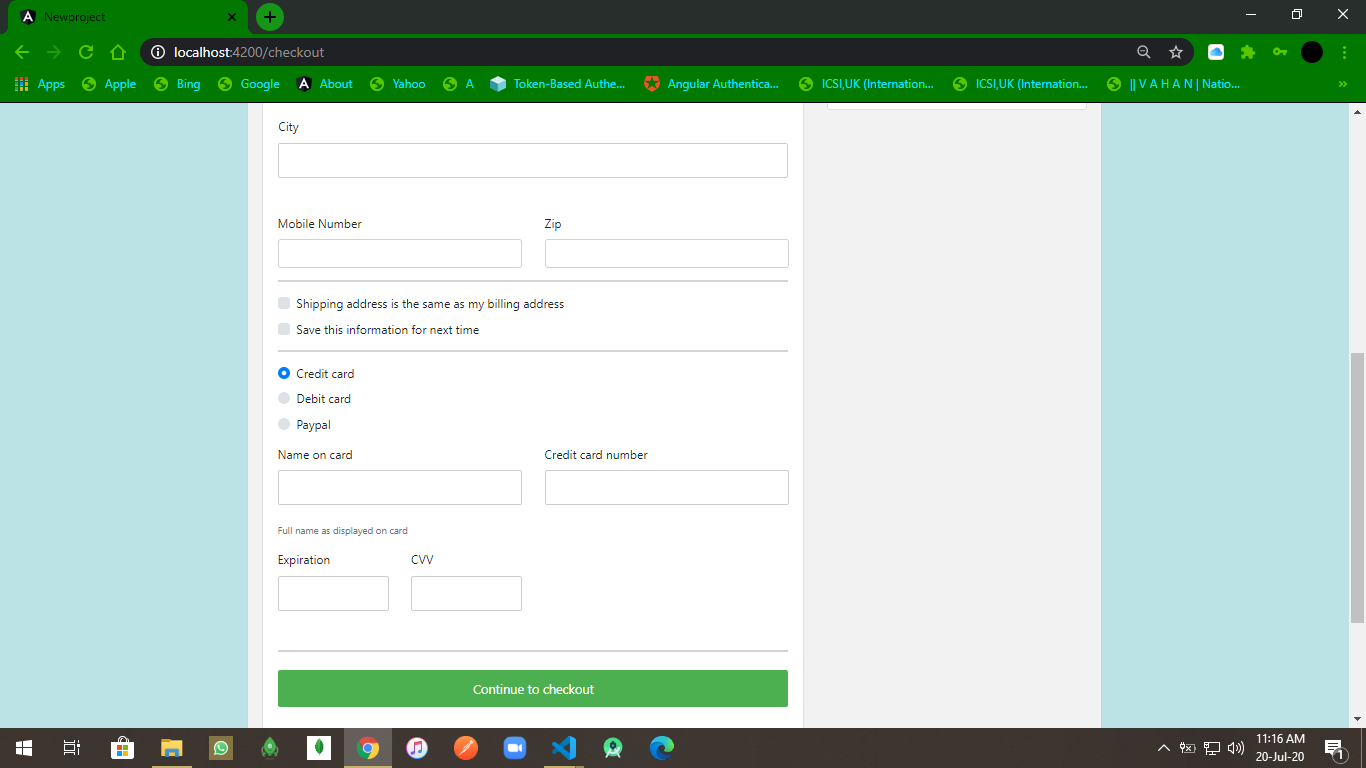 Newproject
localhost:4200/checkout
Apps Apple Bing Google About Yahoo A Token-Based Authe... Angular Authentica... ICSI,UK (Internation... ICSI,UK (Internation... || V A H A N | Natio... »
City
Mobile Number Zip
Shipping address is the same as my billing address
Save this information for next time
Credit card
Debit card
Paypal
Name on card Credit card number
Full name as displayed on card
Expiration CVV
Continue to checkout
11:16 AM
20-Jul-20
1